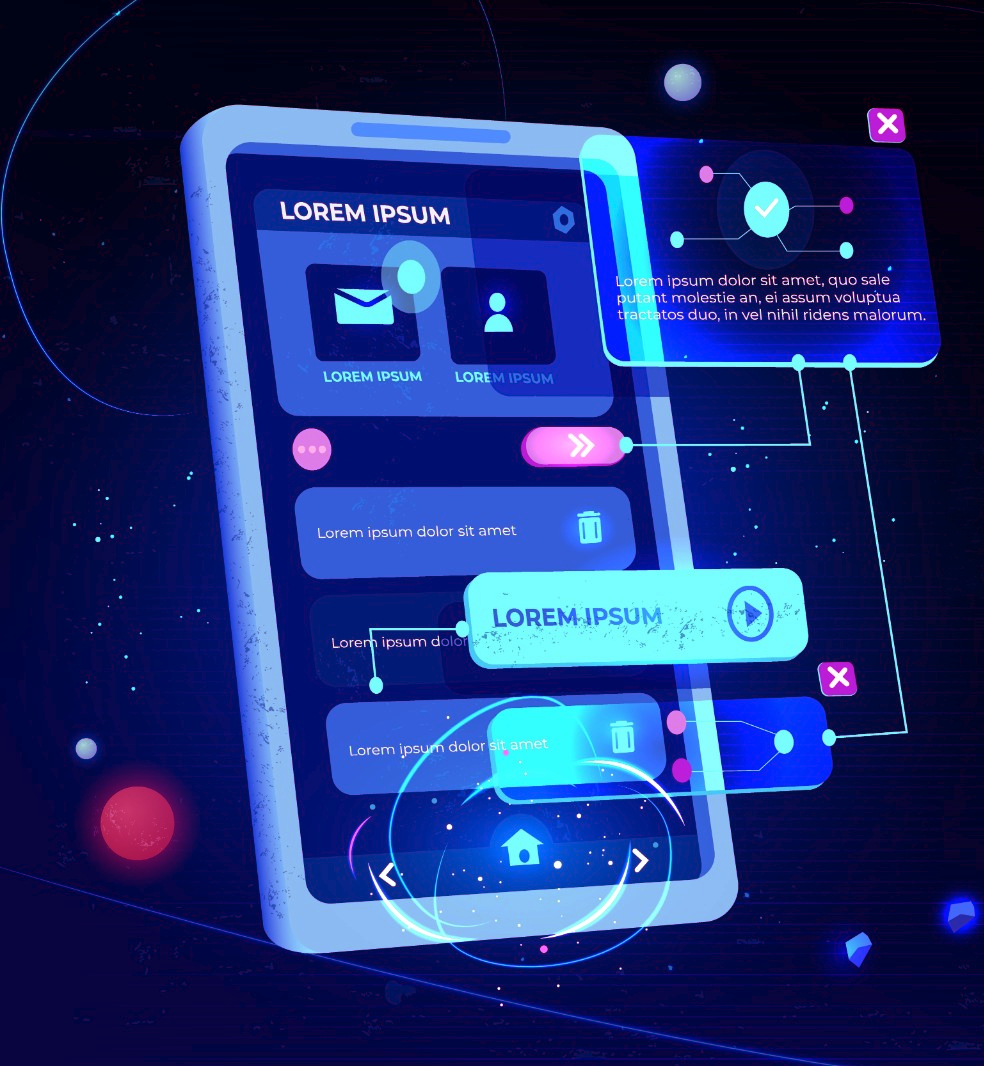 LOREM IPSUM
LOREM IPSUM
LOREM IPSUM
Lorem ipsum dolor sit amet, quo sale
putant molestie an, ei assum voluptua
tractatos duo, in vel nihil ridens malorum.
Lorem ipsum dolor sit amet
LOREM IPSUM
Lorem ipsum dolor
Lorem ipsum dolor sit amet